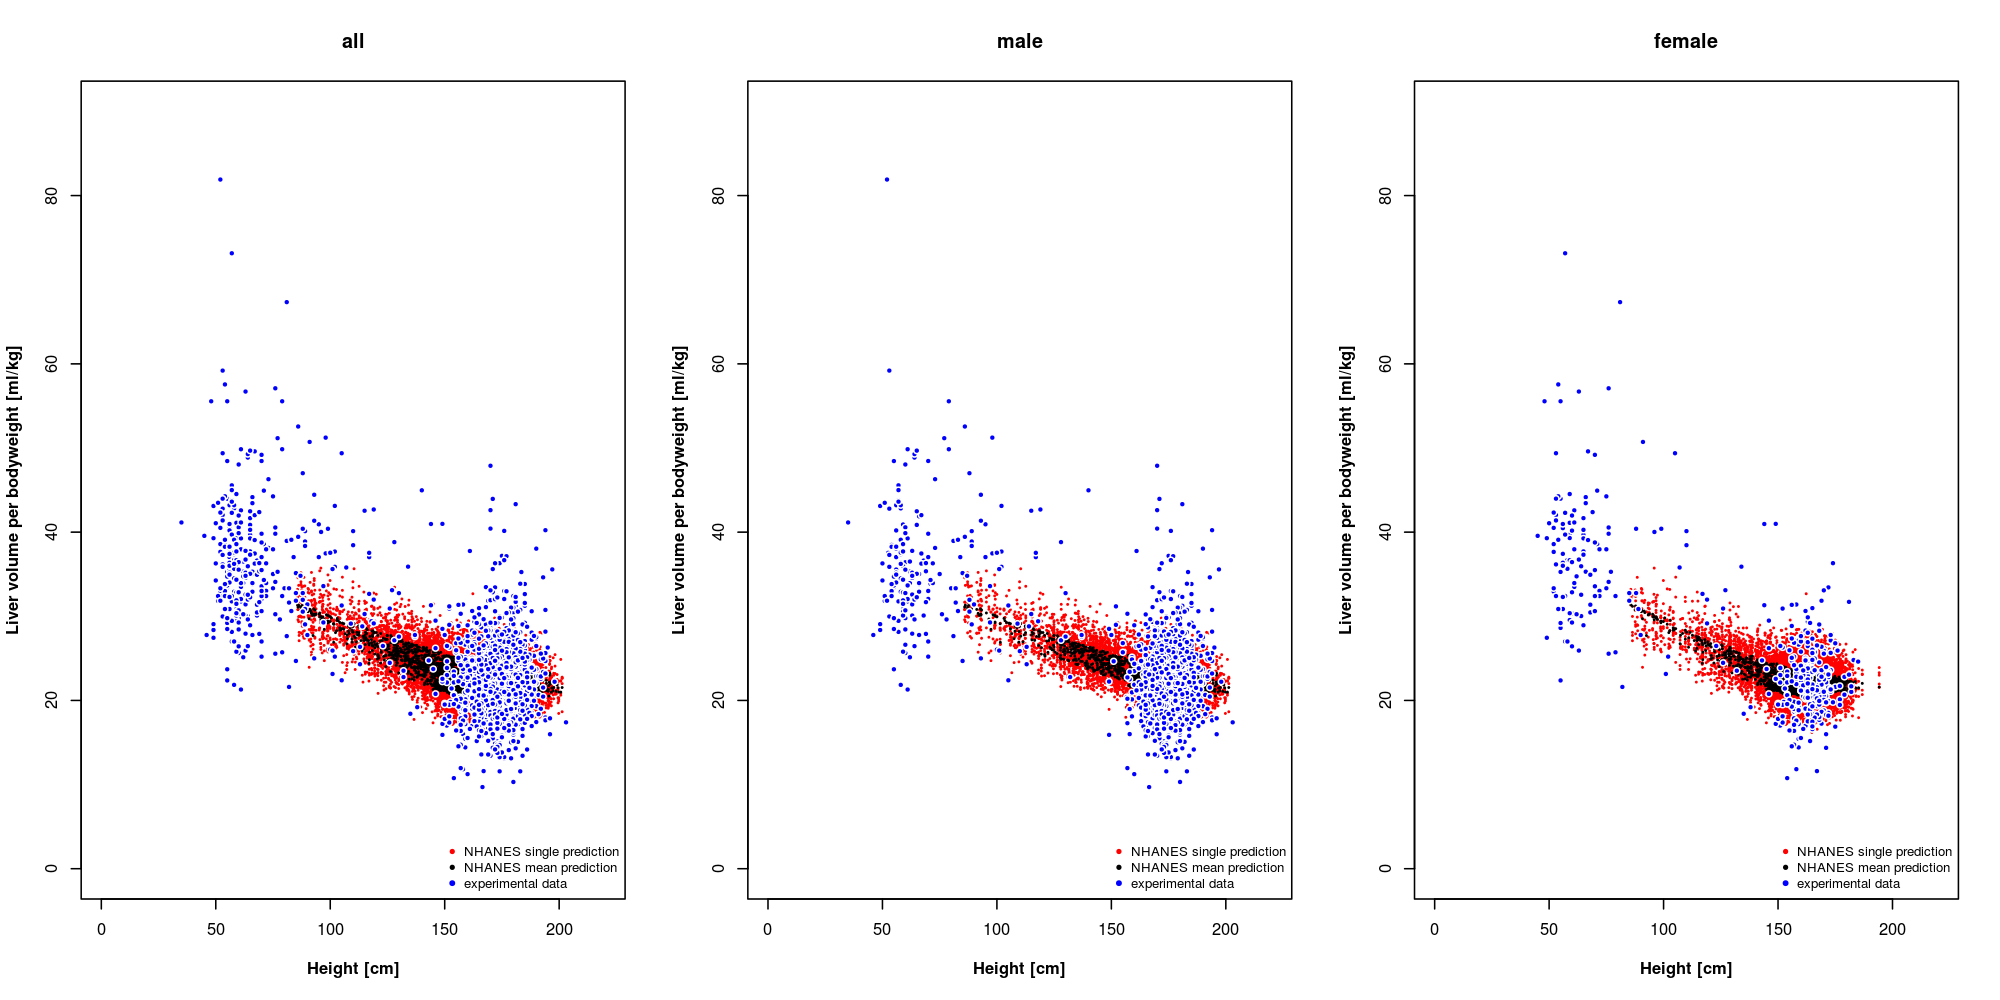 all
male
female
Liver volume per bodyweight [ml/kg]
80
60
40
20
0
NHANES single prediction
NHANES mean prediction
experimental data
0
50
100
150
200
Height [cm]
Liver volume per bodyweight [ml/kg]
80
60
40
20
0
NHANES single prediction
NHANES mean prediction
experimental data
0
50
100
150
200
Height [cm]
Liver volume per bodyweight [ml/kg]
80
60
40
20
0
NHANES single prediction
NHANES mean prediction
experimental data
0
50
100
150
200
Height [cm]